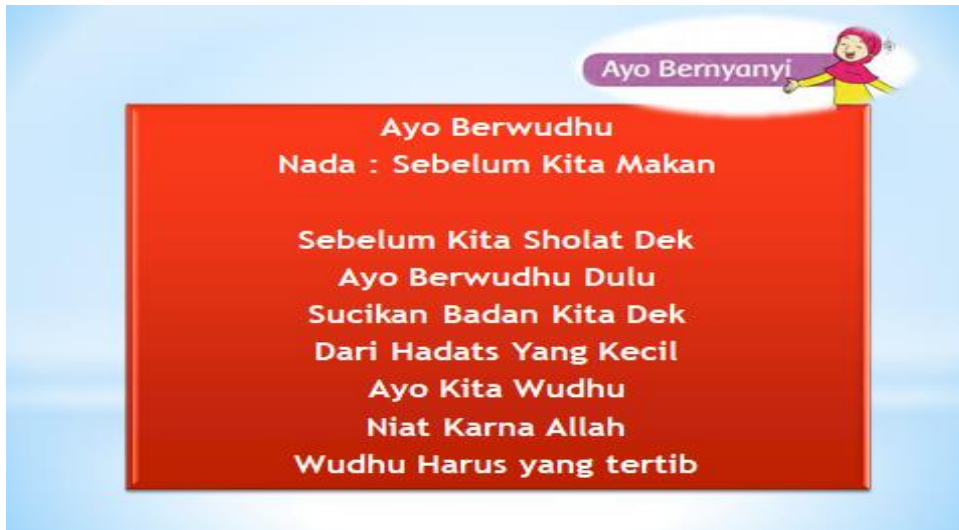 Ayo Bernyanyi
Ayo Berwudhu
Nada : Sebelum Kita Makan
Sebelum Kita Sholat Dek
Ayo Berwudhu Dulu
Sucikan Badan Kita Dek
Dari Hadats Yang Kecil
Ayo Kita Wudhu
Niat Karna Allah
Wudhu Harus yang tertib